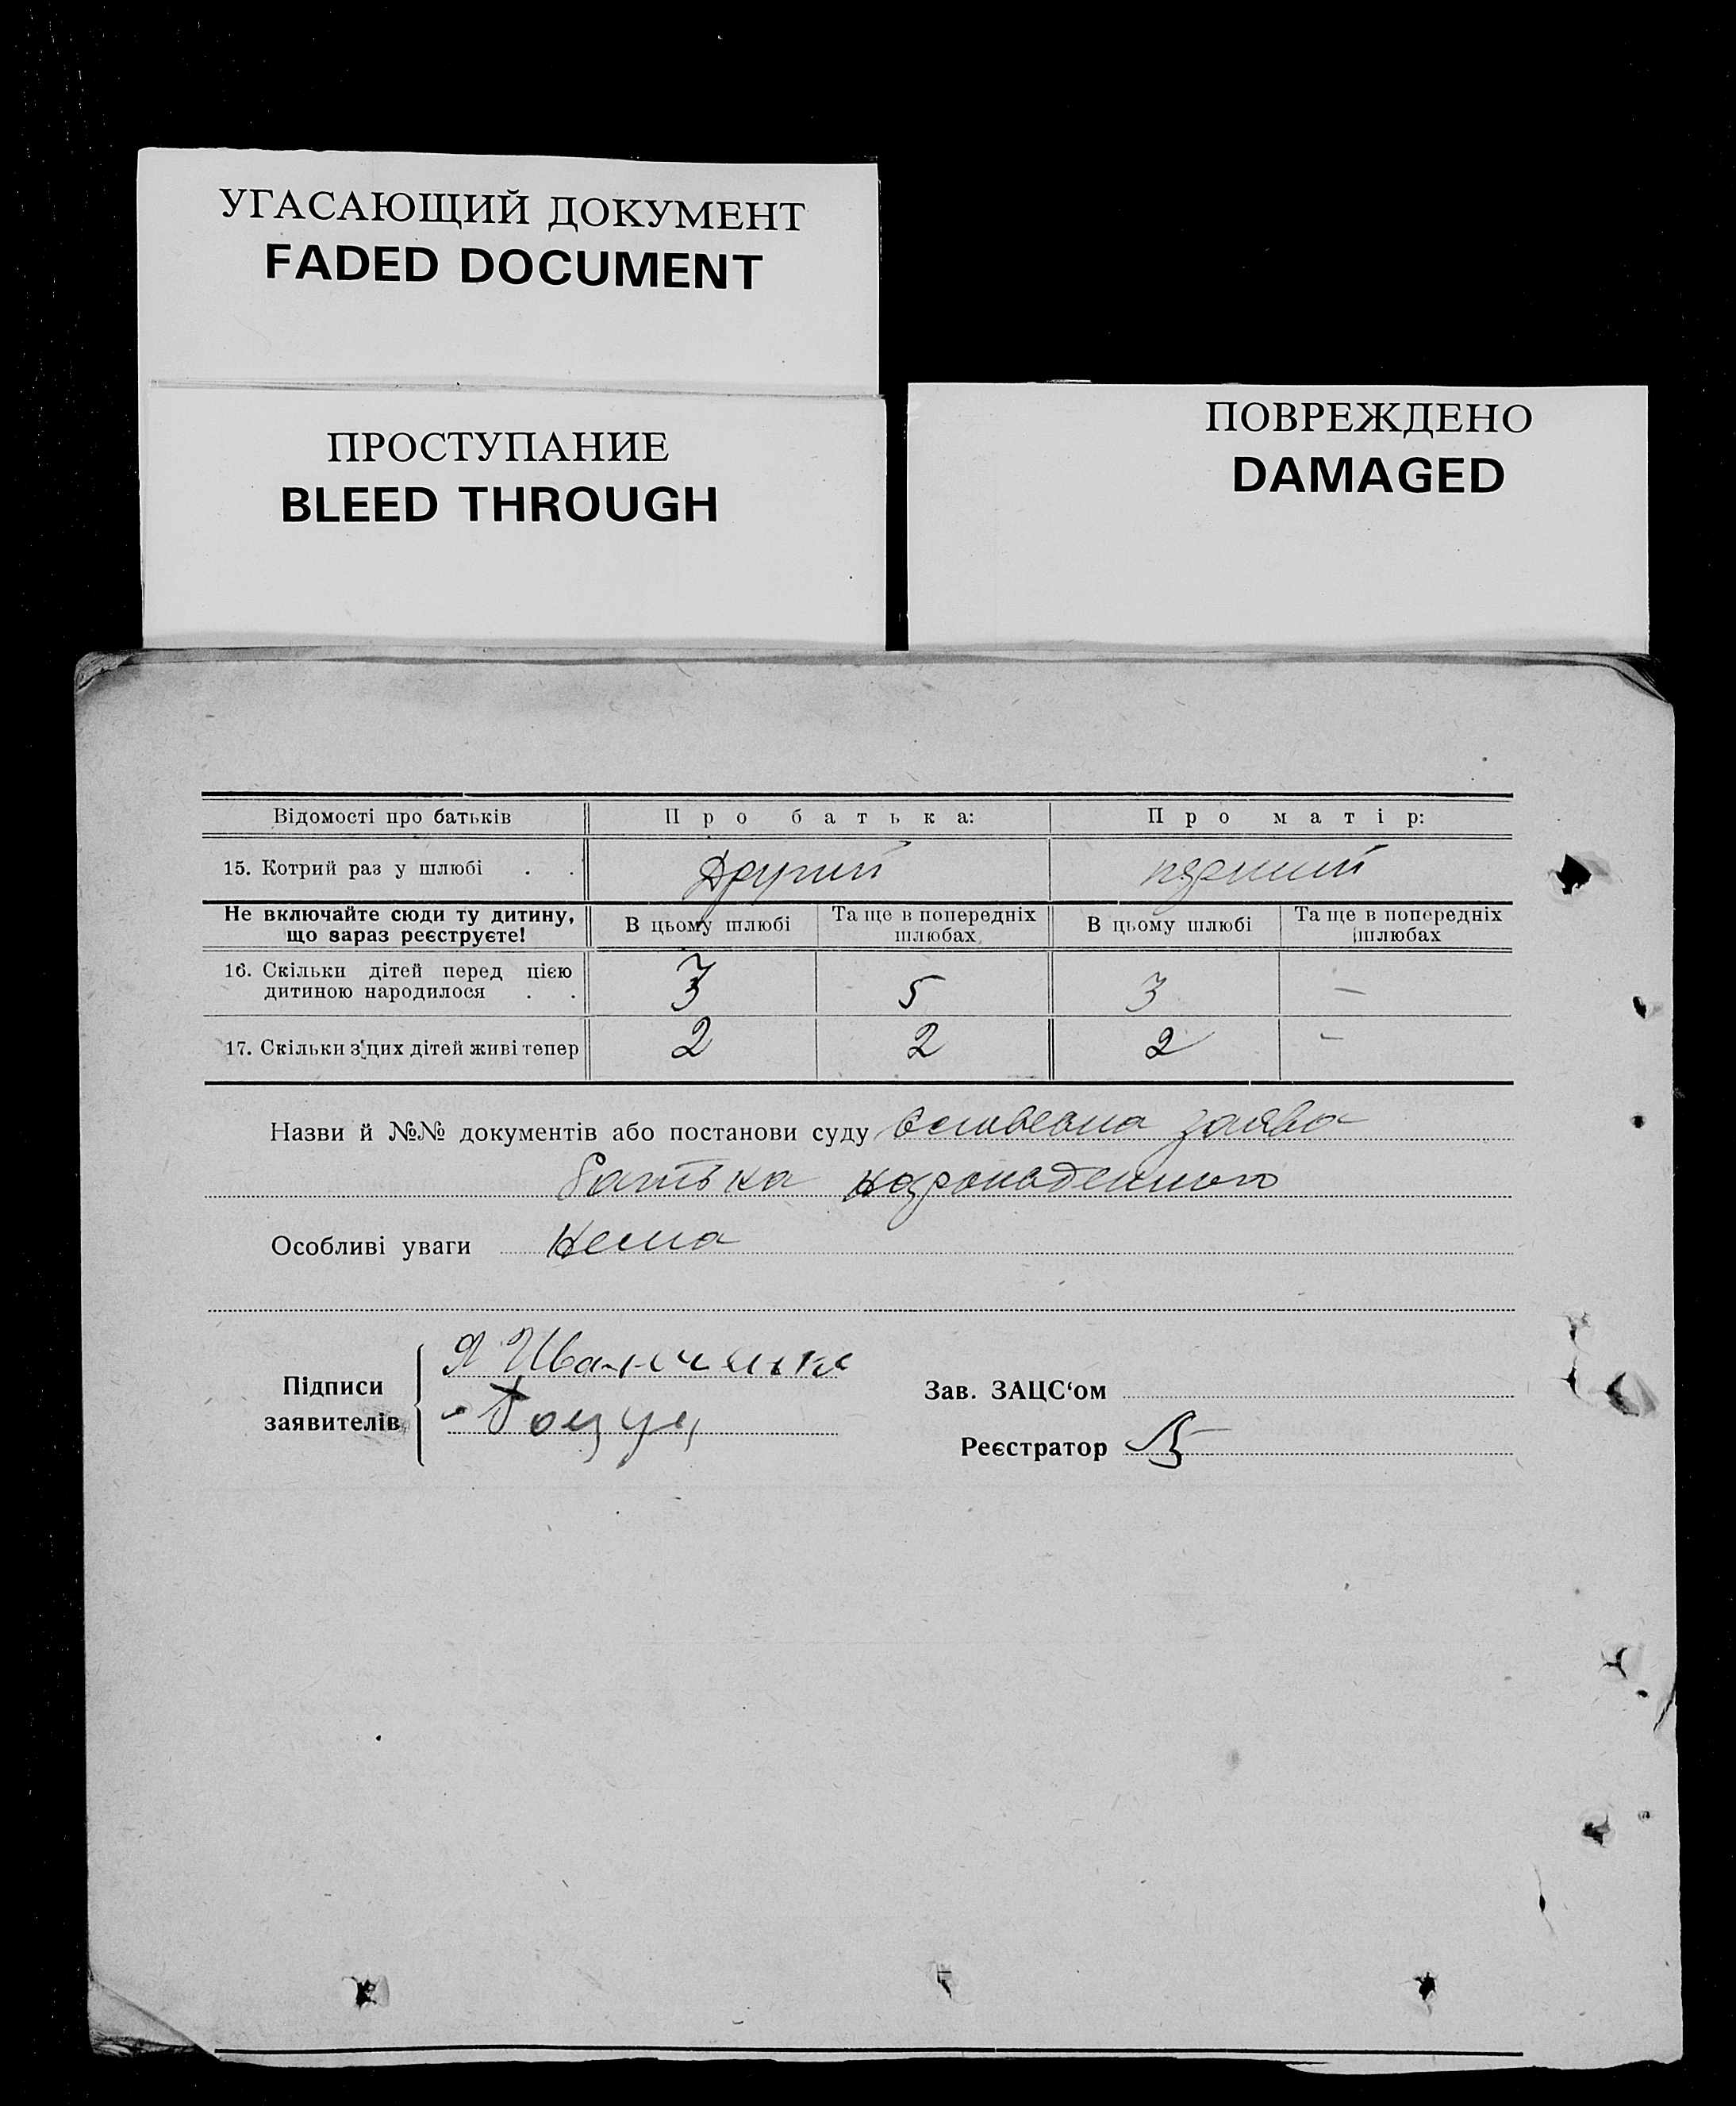 УГАСАЮЩИЙ ДОКУМЕНТ
FADED DOCUMENT
ПРОСТУПАНИЕ
BLEED THROUGH
ПОВРЕЖДЕНО
DAMAGED
Відомості про батьків Про батька: Про матір:
15. Котрий раз у шлюбі . . Другий перший
Не включайте сюди ту дитину, що зараз реєструєте! В цьому шлюбі Та ще в попередніх шлюбах. В цьому шлюбі Та ще в попередніх шлюбах
16. Скільки дітей перед цією
дитиною народилося . . 3 5 3 —
17. Скільки з цих дітей живі тепер 2 2 2 -
Назви й №№ документів або постанови суду заява
батька народженного
Особливі уваги Нема
Підписи
заявителів
Я Иванченко
Зав. ЗАЦС‘ом
Реєстратор